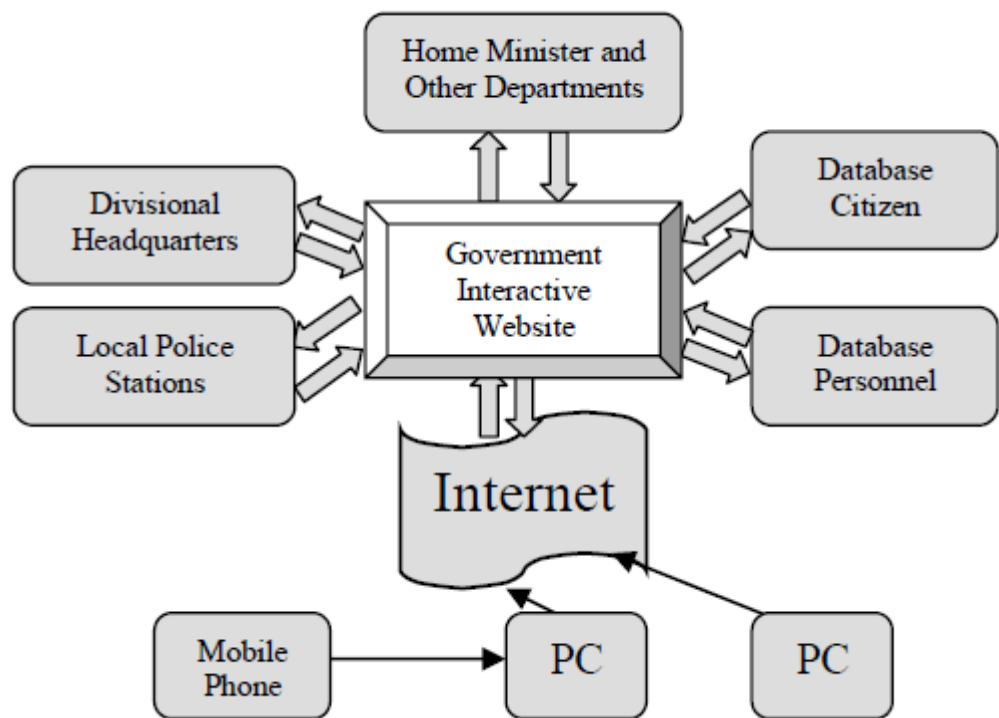 Home Minister and
Other Departments
Divisional
Headquarters
Database
Citizen
Government
Interactive
Website
Local Police
Stations
Database
Personnel
Internet
Mobile
Phone
PC
PC